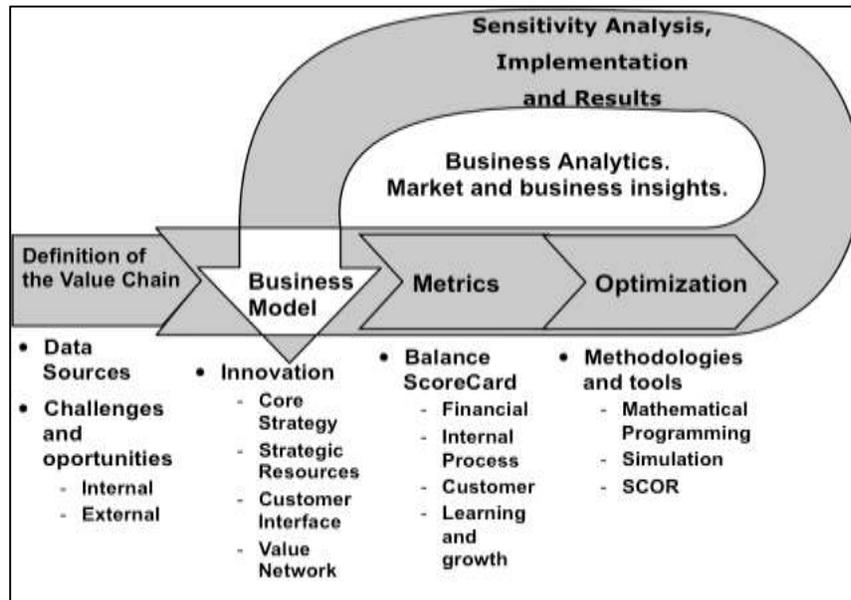 Sensitivity Analysis,
Implementation
and Results
Business Analytics.
Market and business insights.
Definition of
the Value Chain
Business
Model
Metrics
Optimization
• Data
Sources
• Challenges
and
oportunities
- Internal
- External
• Innovation
- Core
Strategy
- Strategic
Resources
- Customer
Interface
- Value
Network
• Balance
ScoreCard
- Financial
- Internal
Process
- Customer
- Learning
and
growth
• Methodologies
and tools
- Mathematical
Programming
- Simulation
- SCOR